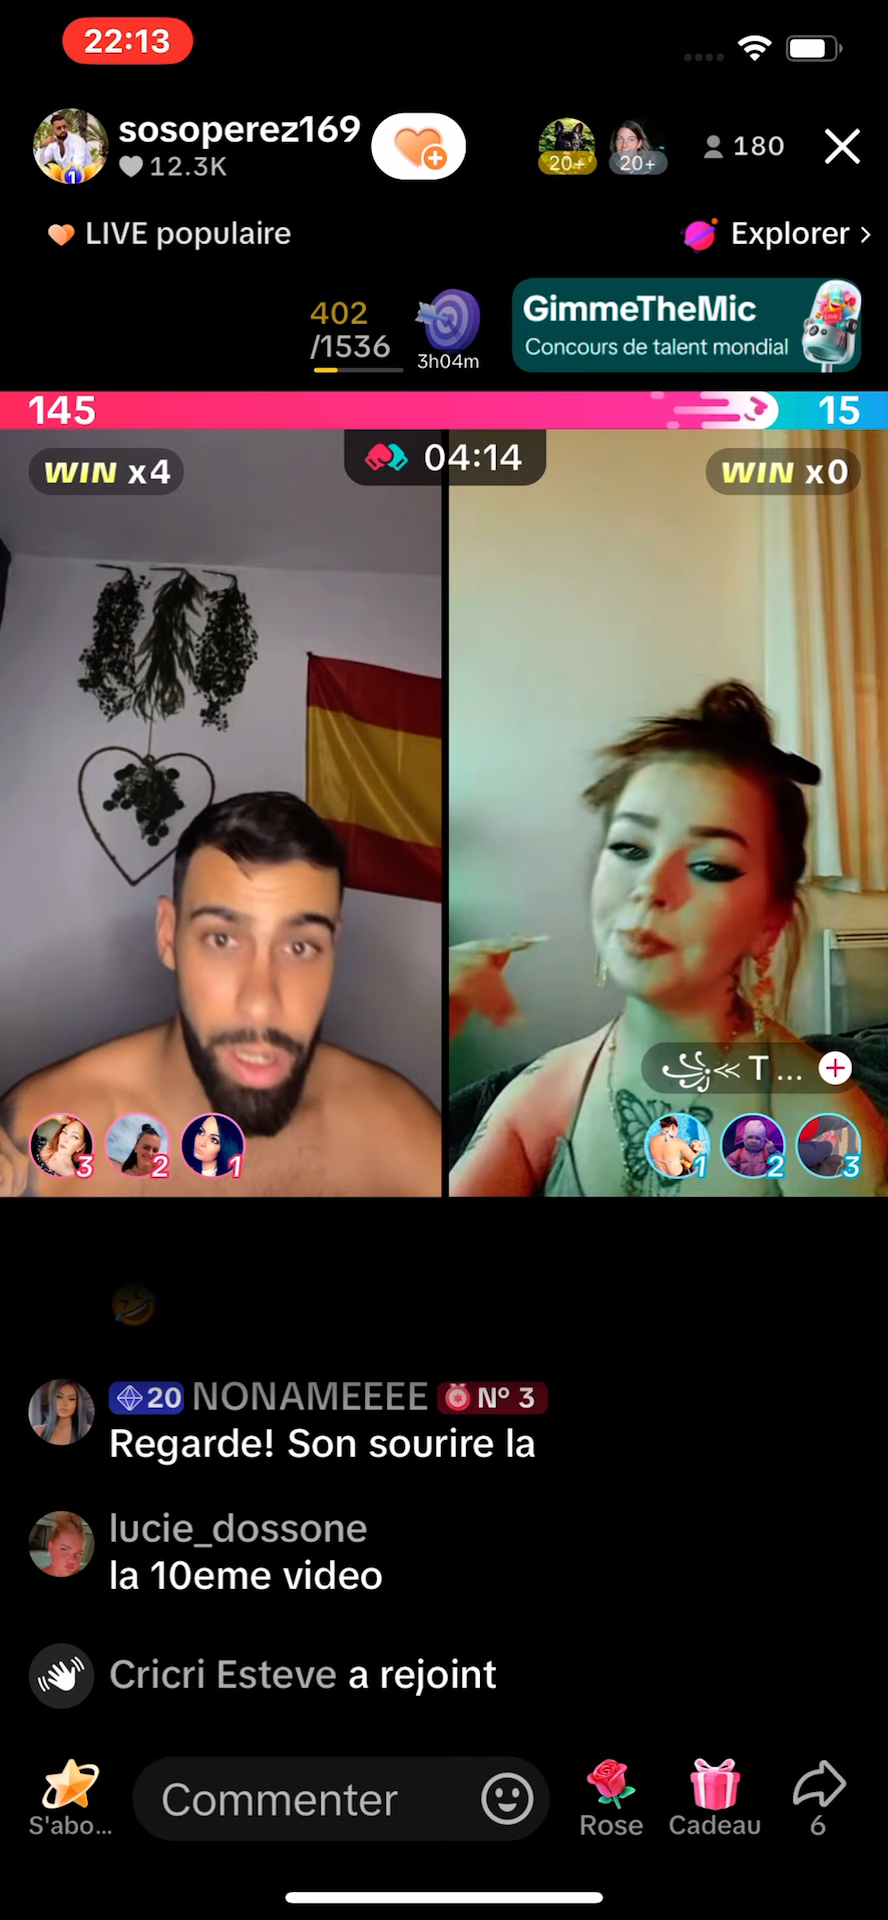 22:13
sosoperez169
12.3K
20+
20+
180
LIVE populaire
Explorer >
402
/1536
3h04m
GimmeTheMic
Concours de talent mondial
145
15
WIN x4
04:14
WIN x0
T ...
3
2
1
1
2
3
20 NONAMEEEE N° 3
Regarde! Son sourire la
lucie_dossone
la 10eme video
Cricri Esteve a rejoint
S'abo...
Commenter
Rose
Cadeau
6